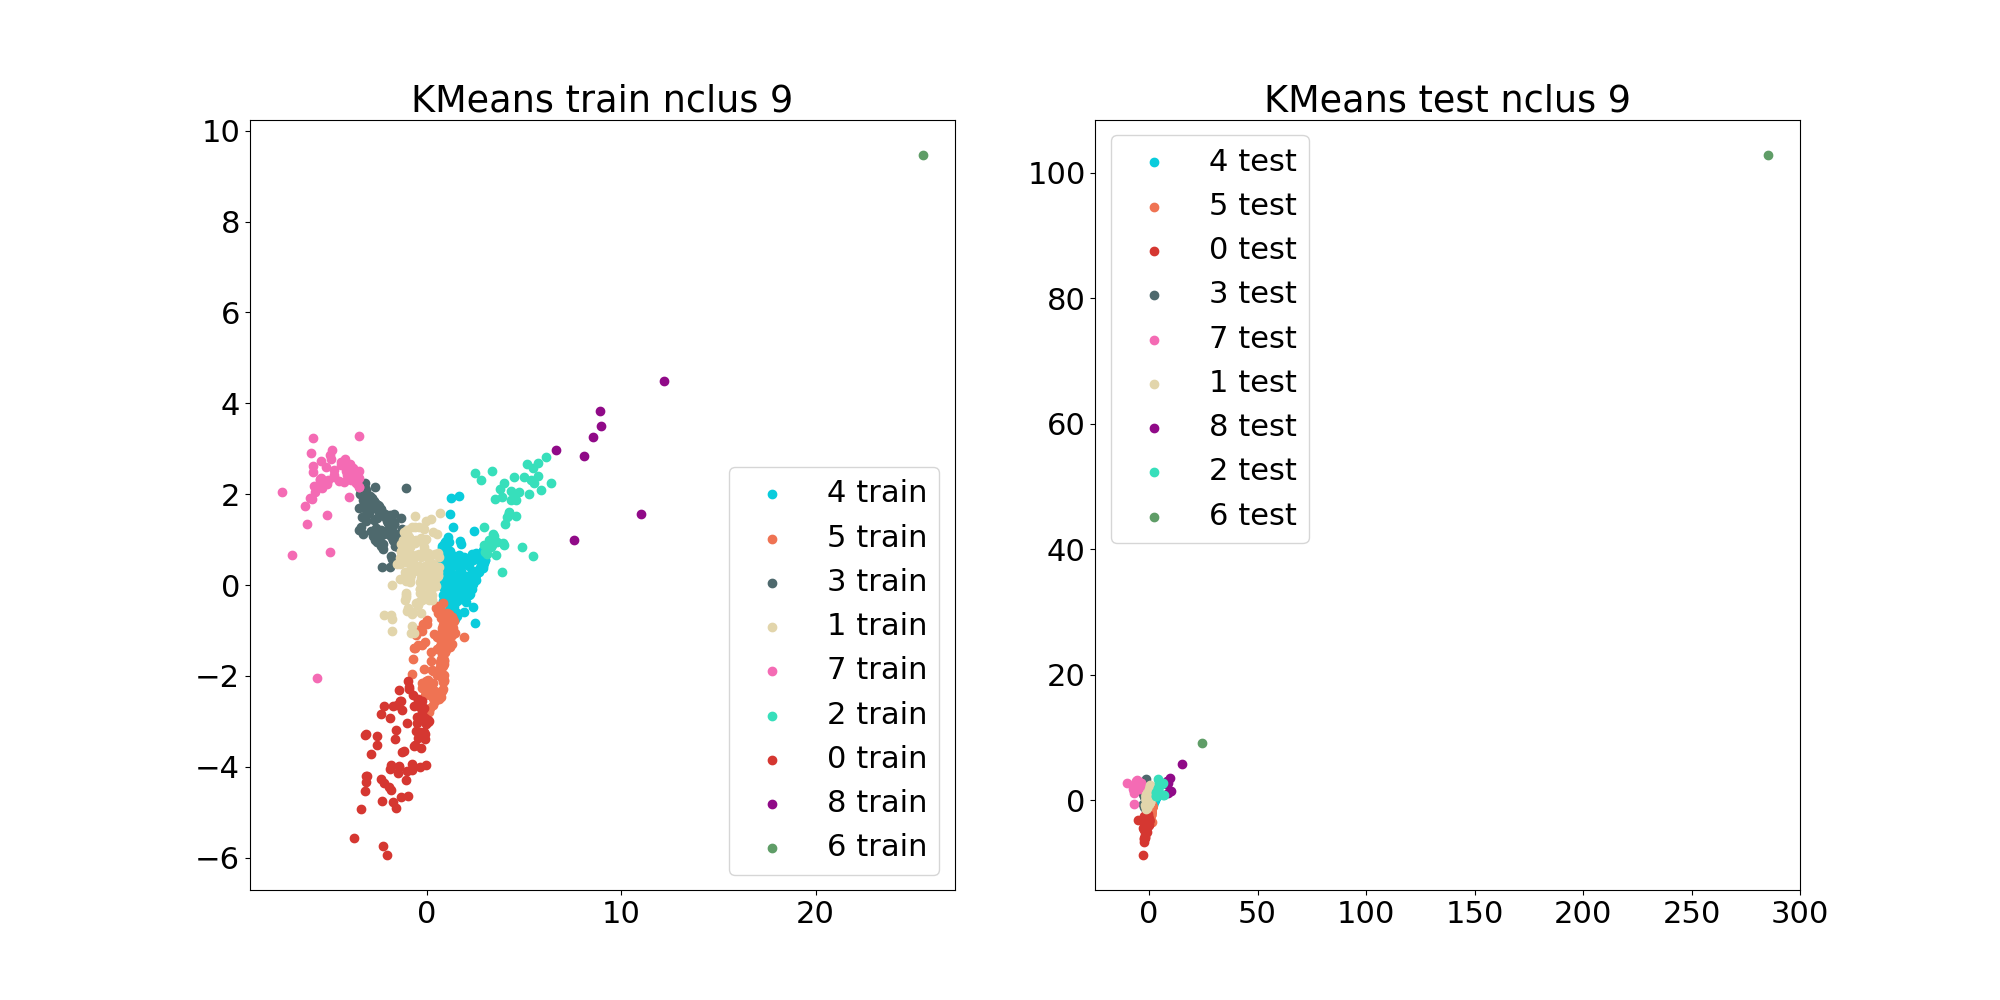 KMeans train nclus 9
10
8
6
4
2
0
−2
−4
−6
0
10
20
4 train
5 train
3 train
1 train
7 train
2 train
0 train
8 train
6 train
KMeans test nclus 9
100
80
60
40
20
0
0
50
100
150
200
250
300
4 test
5 test
0 test
3 test
7 test
1 test
8 test
2 test
6 test